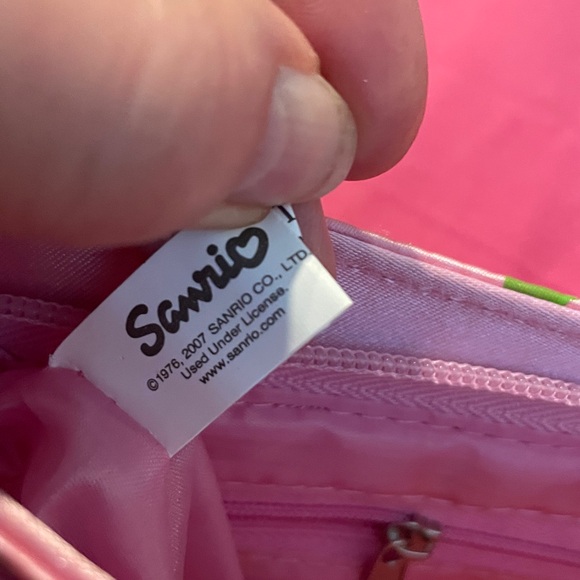 Sanrio
©1976, 2007 SANRIO CO., LTD.
Used Under License.
www.sanrio.com